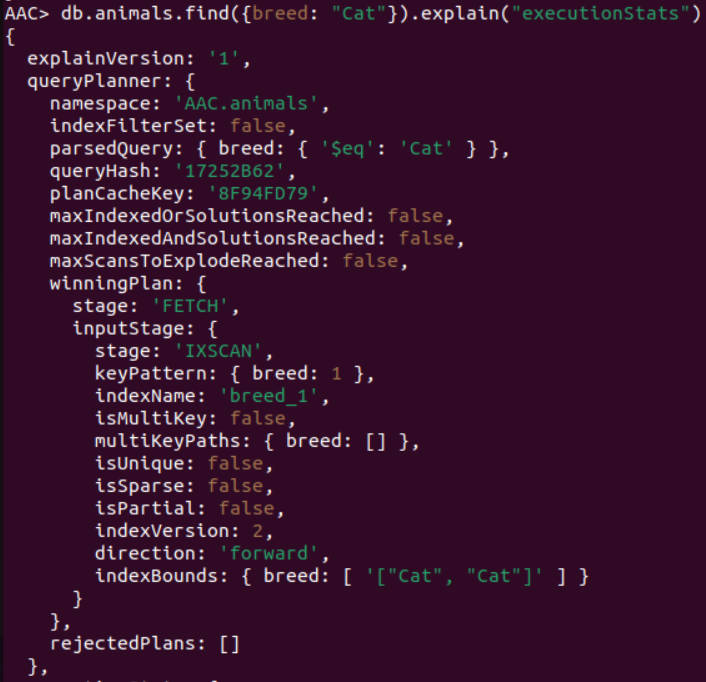 AAC> db.animals.find({breed: "Cat"}).explain("executionStats")
{
  explainVersion: '1',
  queryPlanner: {
    namespace: 'AAC.animals',
    indexFilterSet: false,
    parsedQuery: { breed: { '$eq': 'Cat' } },
    queryHash: '17252B62',
    planCacheKey: '8F94FD79',
    maxIndexedOrSolutionsReached: false,
    maxIndexedAndSolutionsReached: false,
    maxScansToExplodeReached: false,
    winningPlan: {
      stage: 'FETCH',
      inputStage: {
        stage: 'IXSCAN',
        keyPattern: { breed: 1 },
        indexName: 'breed_1',
        isMultiKey: false,
        multiKeyPaths: { breed: [] },
        isUnique: false,
        isSparse: false,
        isPartial: false,
        indexVersion: 2,
        direction: 'forward',
        indexBounds: { breed: [ '["Cat", "Cat"]' ] }
      }
    },
    rejectedPlans: []
  },